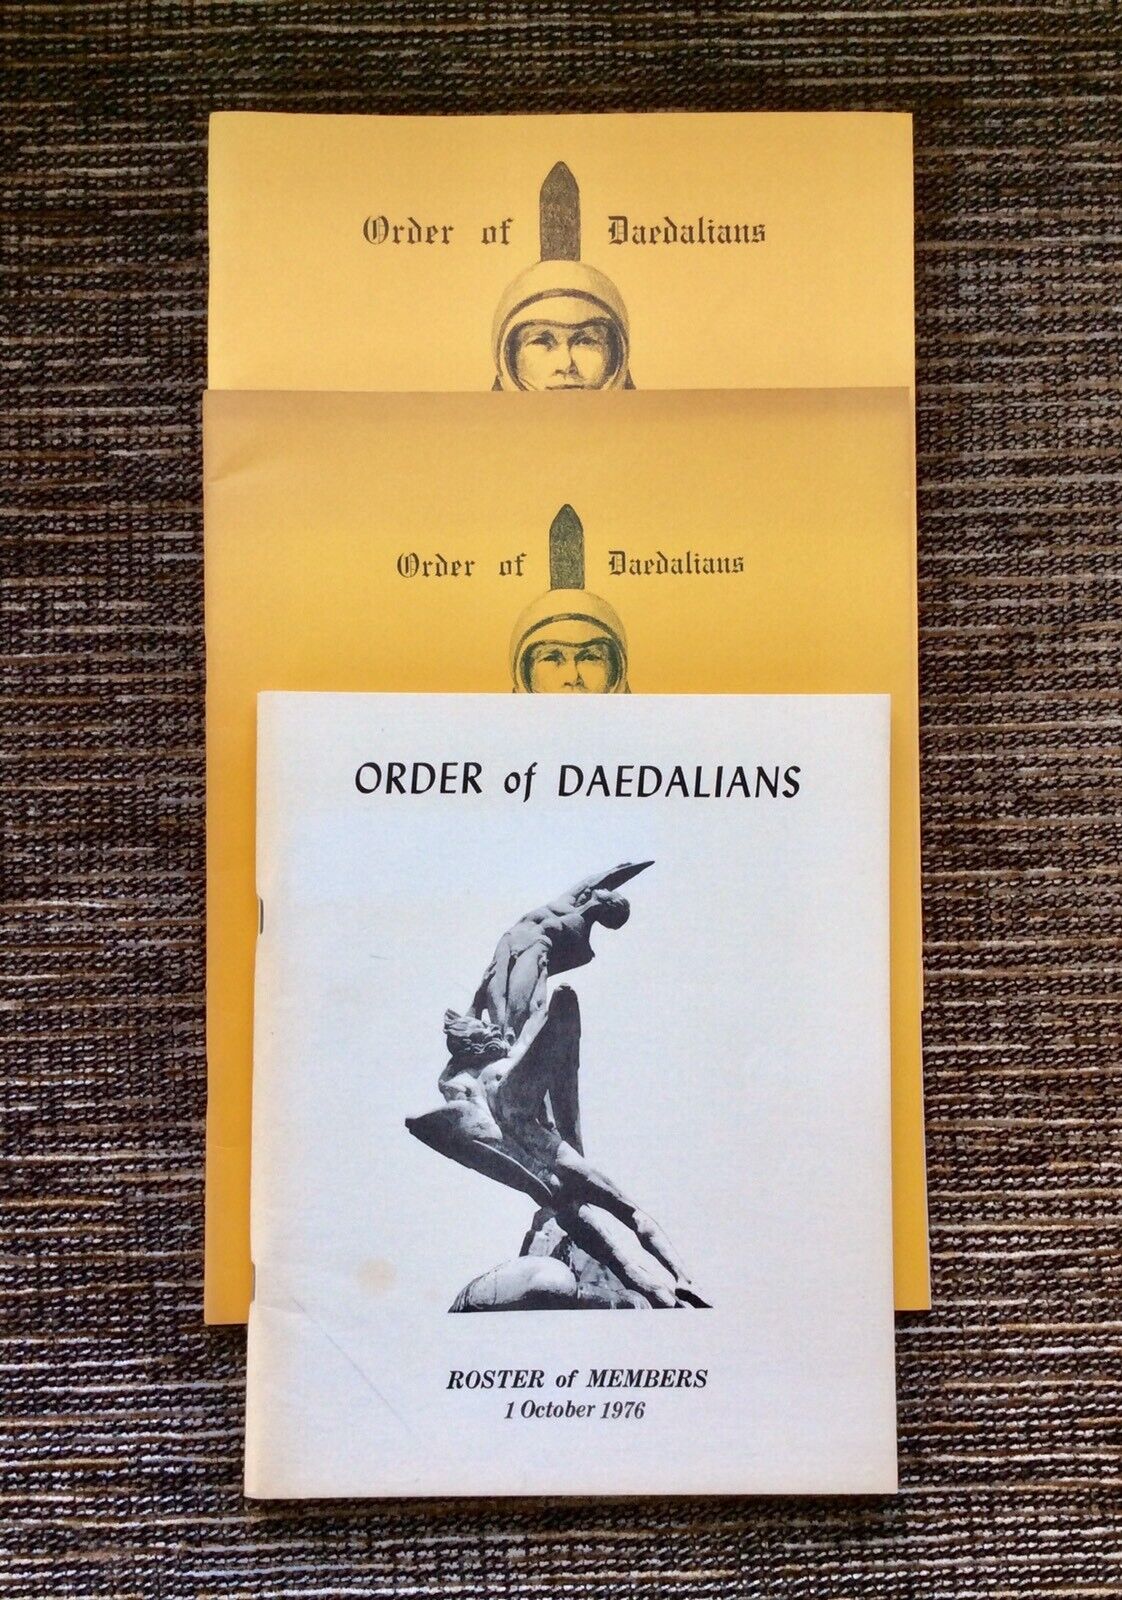 Order of Daedalians
Order of Daedalians
ORDER of DAEDALIANS
ROSTER of MEMBERS
1 October 1976